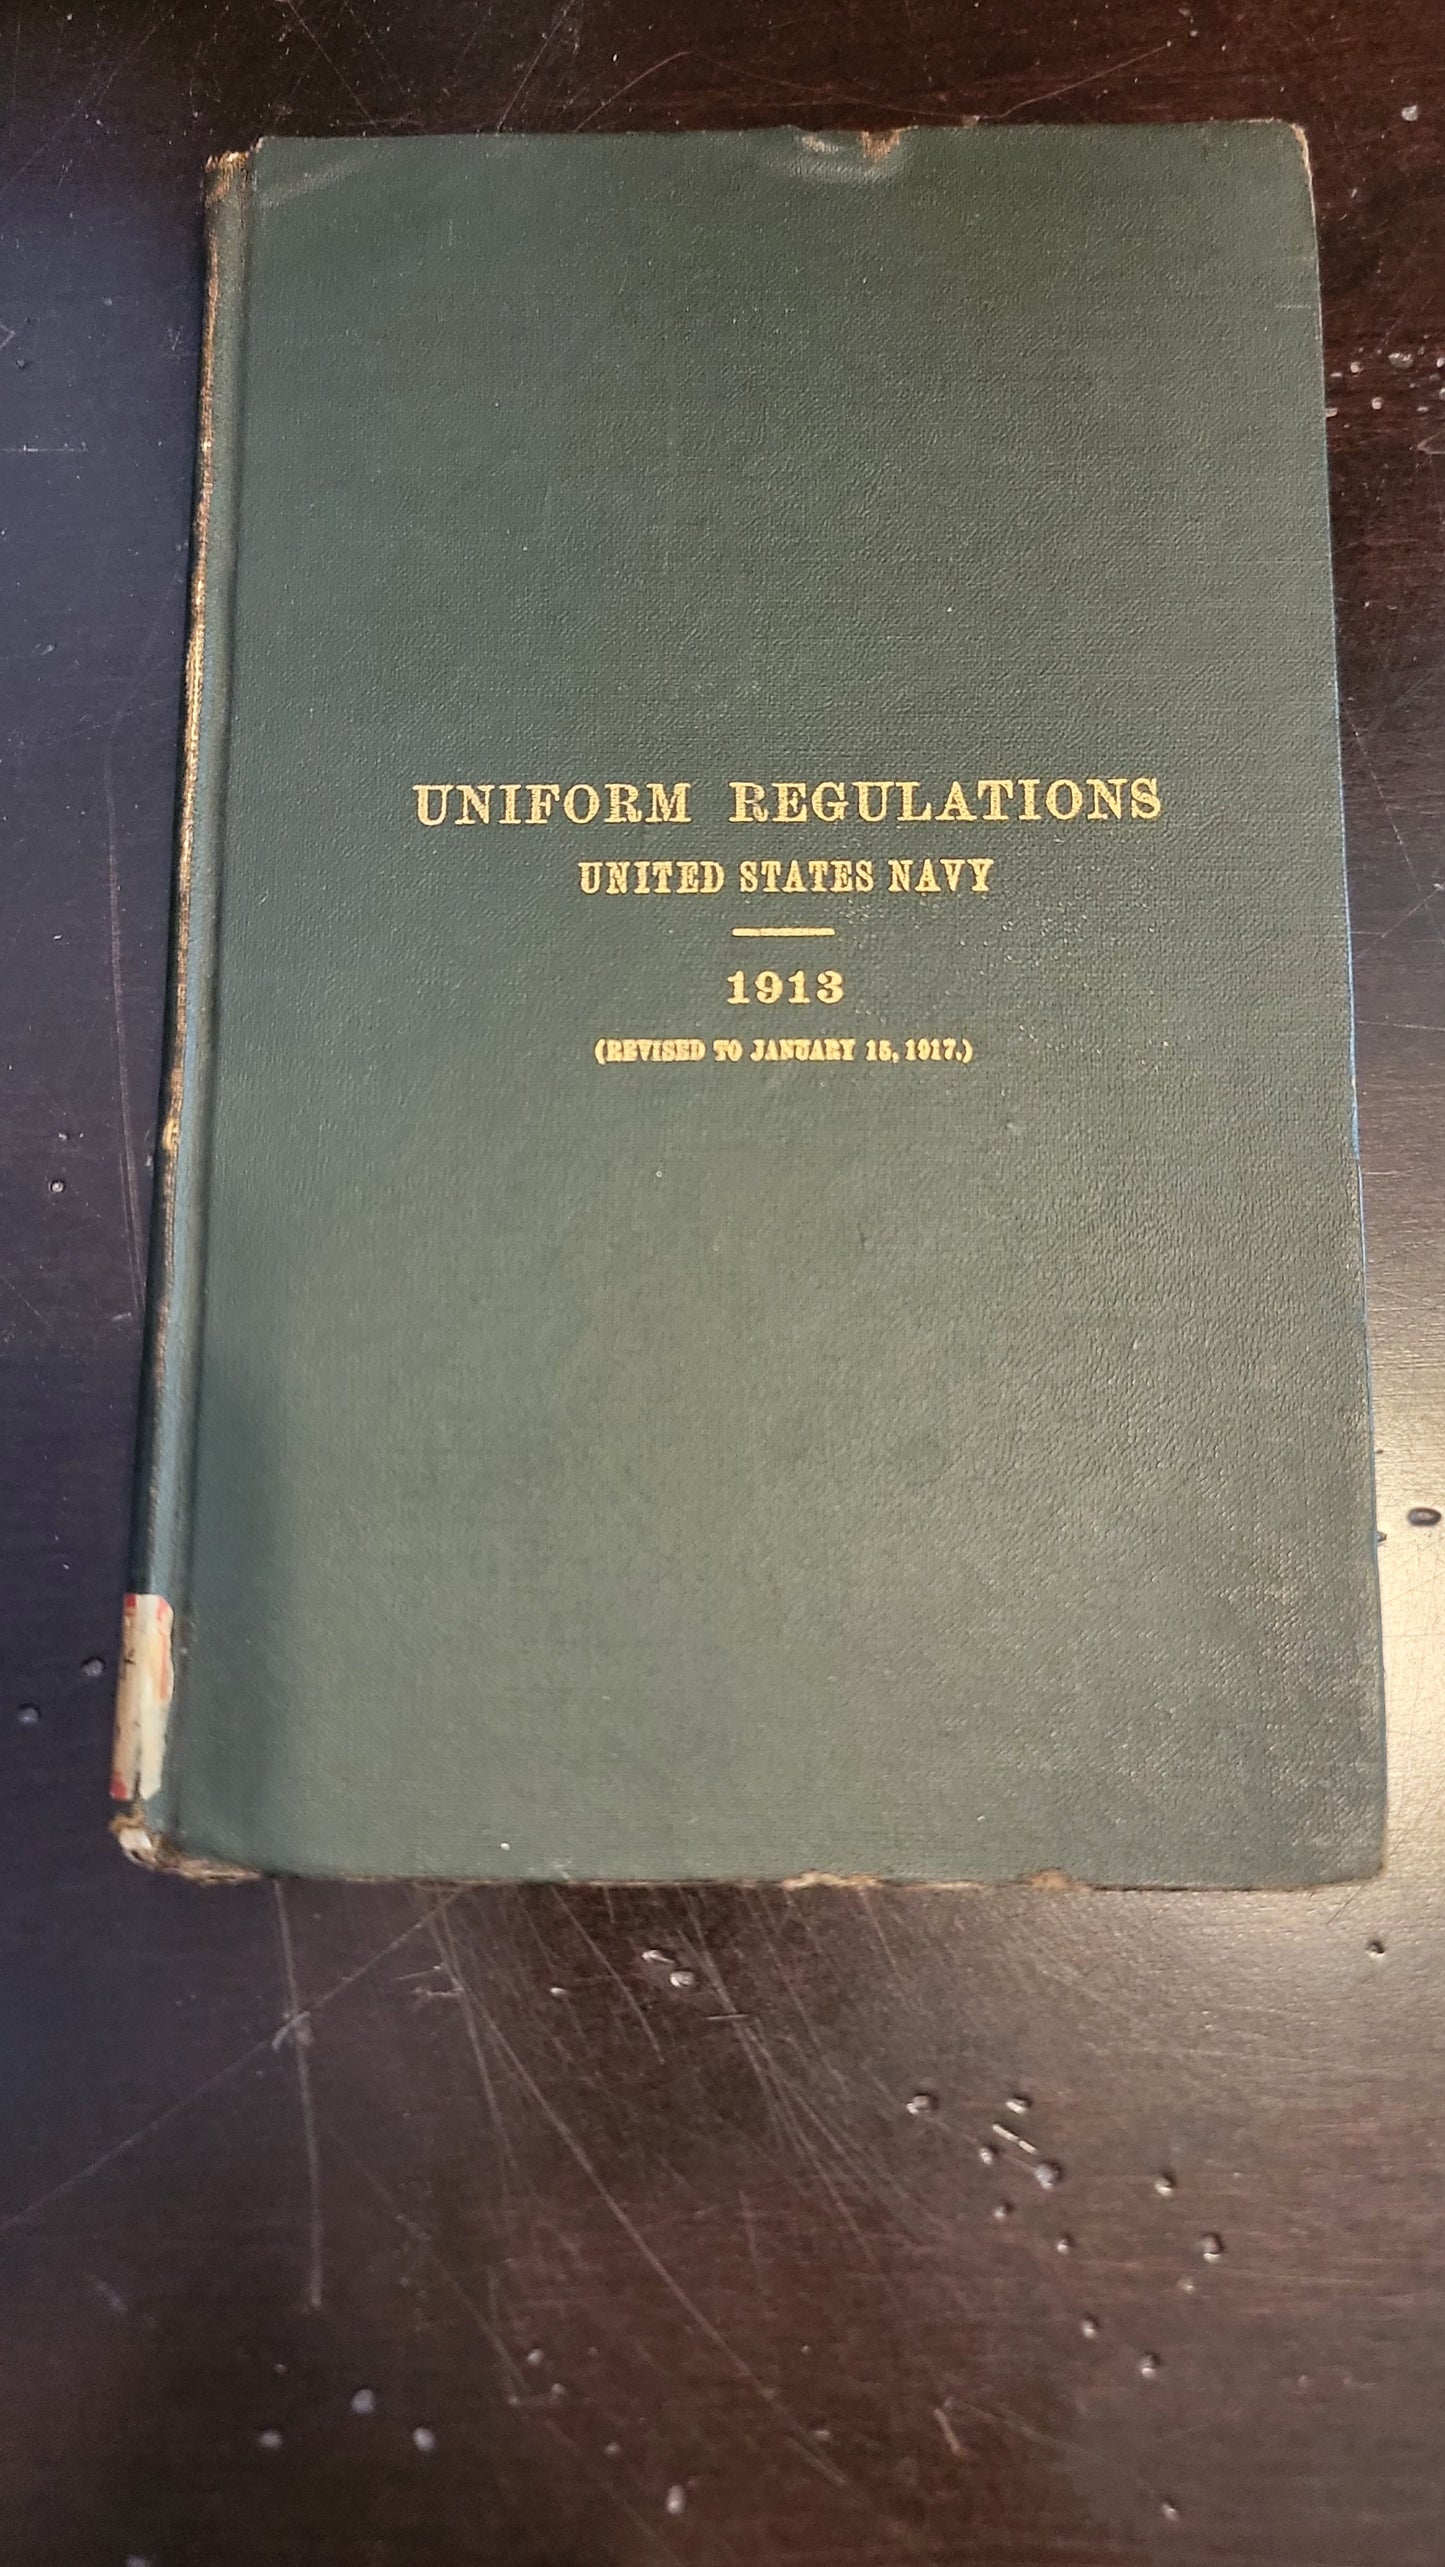 UNIFORM REGULATIONS
UNITED STATES NAVY
1913
(REVISED TO JANUARY 15, 1917.)